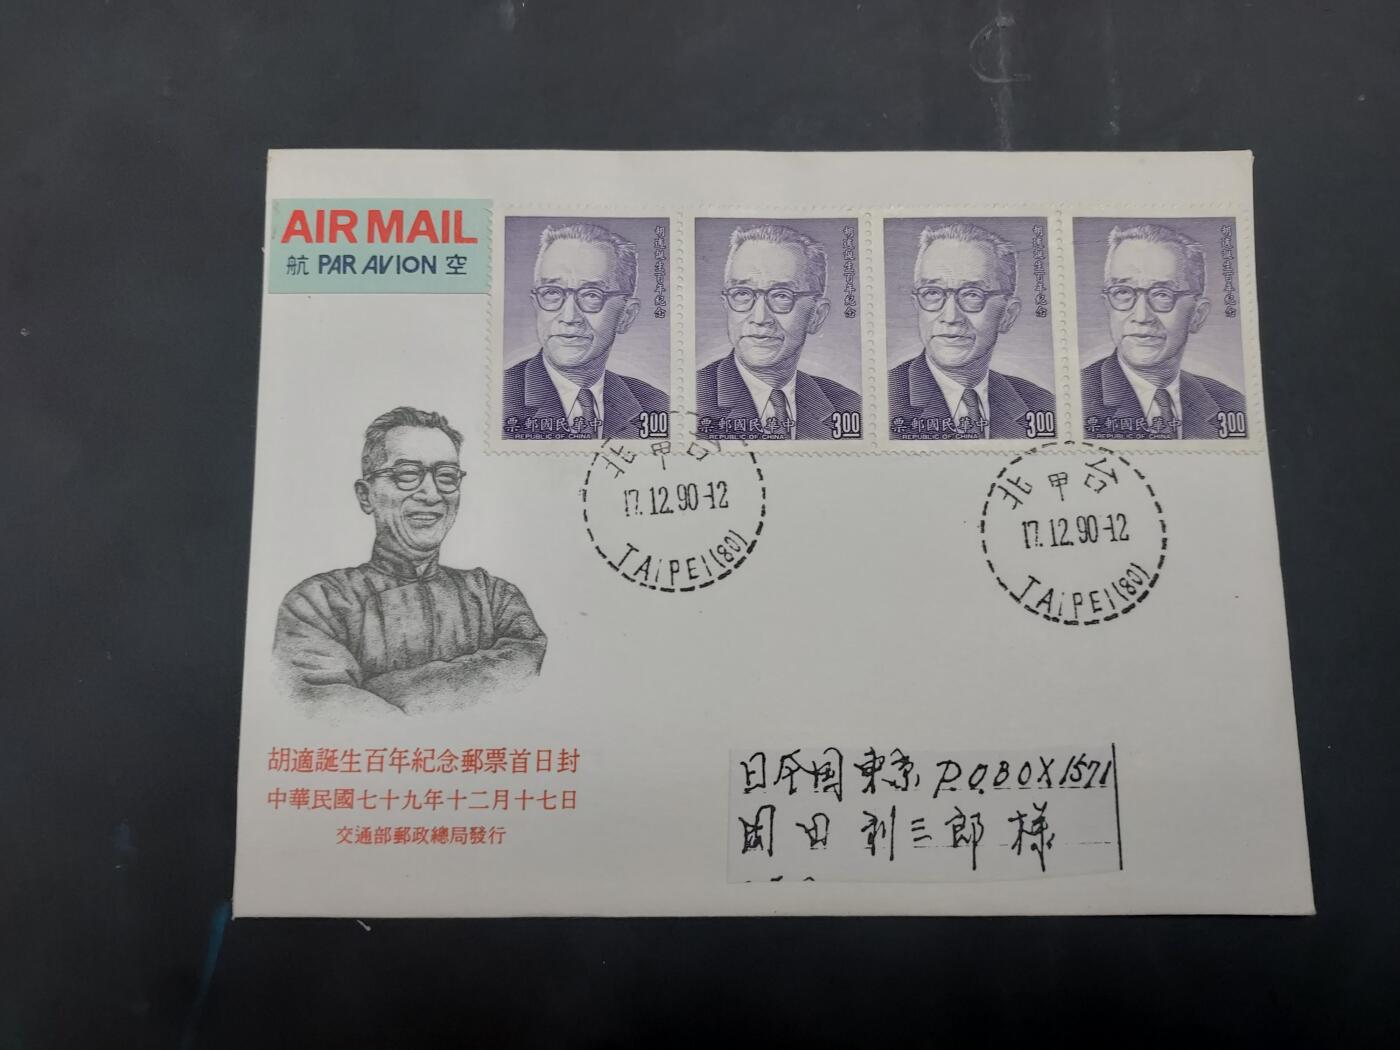 AIR MAIL
航 PAR AVION 空
胡適誕生百年紀念
中華民國郵票
REPUBLIC OF CHINA
3.00
胡適誕生百年紀念
中華民國郵票
REPUBLIC OF CHINA
3.00
胡適誕生百年紀念
中華民國郵票
REPUBLIC OF CHINA
3.00
胡適誕生百年紀念
中華民國郵票
REPUBLIC OF CHINA
3.00
台甲北
17.12.90-12
TAIPEI(80)
台甲北
17.12.90-12
TAIPEI(80)
胡適誕生百年紀念郵票首日封
中華民國七十九年十二月十七日
交通部郵政總局發行
日本国東京 P.O.BOX1571
岡田利三郎様